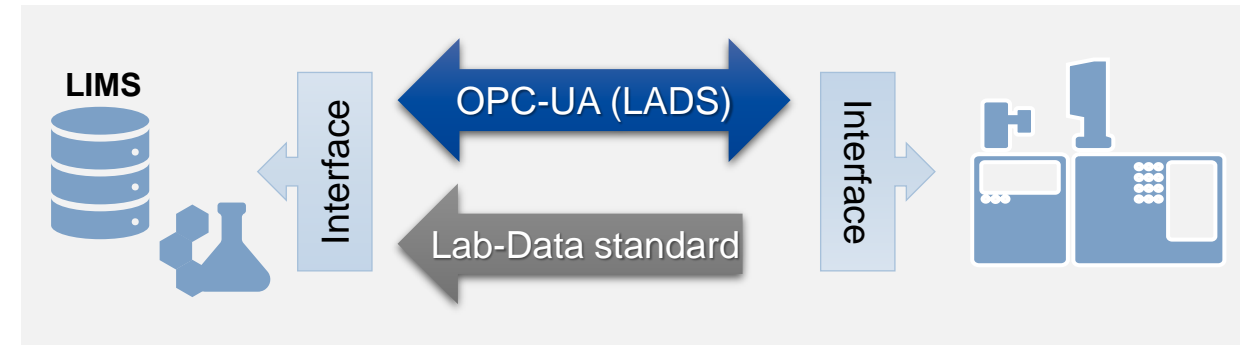 LIMS
Interface
OPC-UA (LADS)
Lab-Data standard
Interface